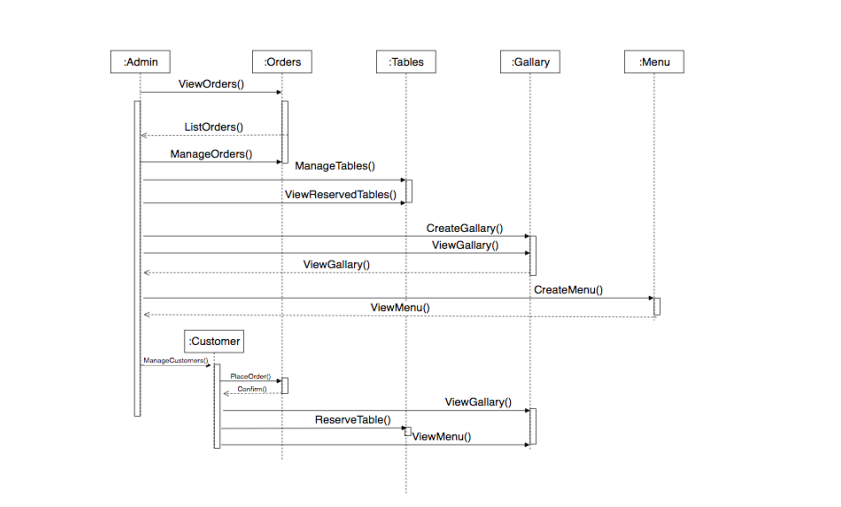 :Admin
:Orders
:Tables
:Gallary
:Menu
ViewOrders()
ListOrders()
ManageOrders()
ManageTables()
ViewReservedTables()
CreateGallary()
ViewGallary()
ViewGallary()
CreateMenu()
ViewMenu()
:Customer
ManageCustomers()
PlaceOrder()
Confirm()
ViewGallary()
ReserveTable()
ViewMenu()